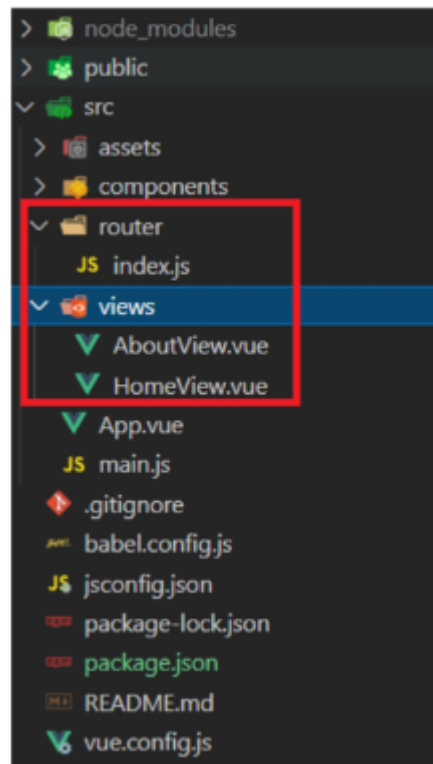 node_modules
public
src
assets
components
router
JS index.js
views
AboutView.vue
HomeView.vue
App.vue
JS main.js
.gitignore
babel.config.js
JS jsconfig.json
package-lock.json
package.json
README.md
vue.config.js